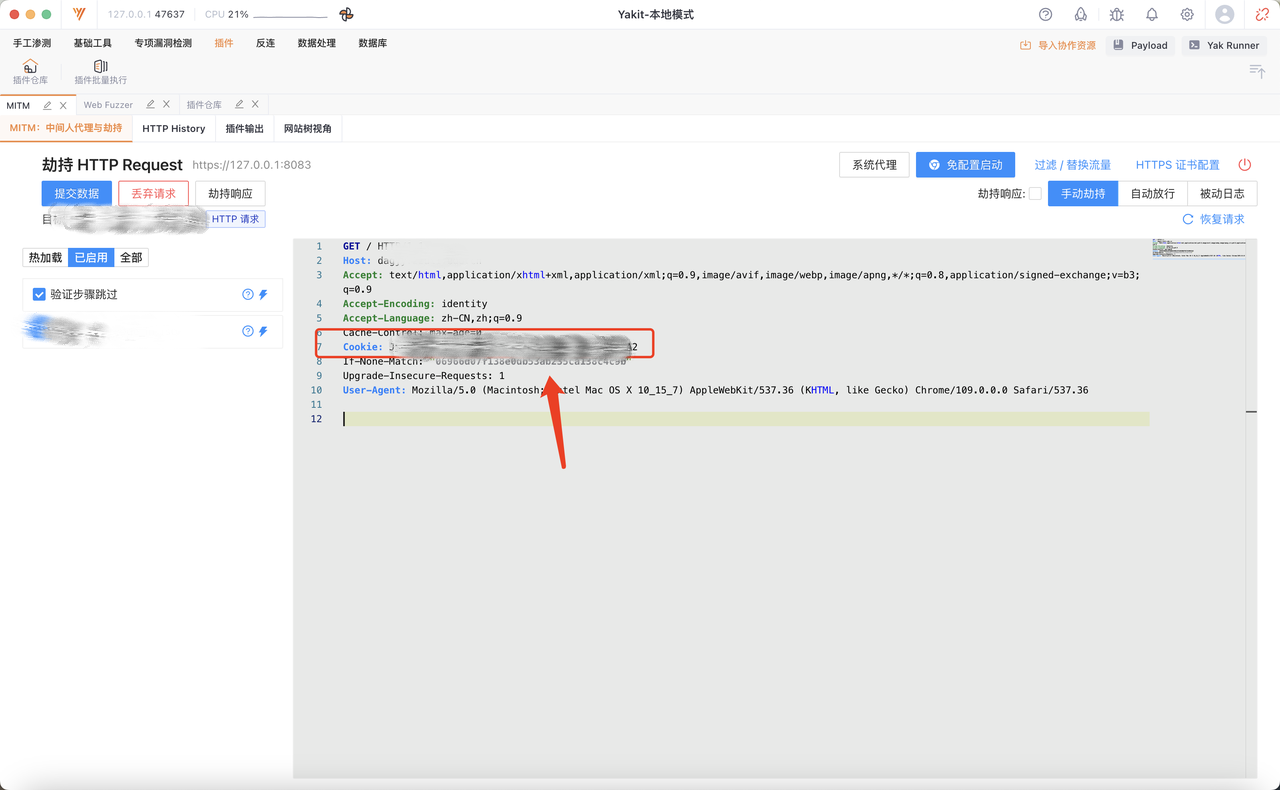 127.0.0.1 47637 CPU 21% Yakit-本地模式
手工渗测 基础工具 专项漏洞检测 插件 反连 数据处理 数据库 导入协作资源 Payload Yak Runner
插件仓库 插件批量执行
MITM Web Fuzzer 插件仓库
MITM：中间人代理与劫持 HTTP History 插件输出 网站树视角
劫持 HTTP Request https://127.0.0.1:8083 系统代理 免配置启动 过滤 / 替换流量 HTTPS 证书配置
提交数据 丢弃请求 劫持响应 劫持响应: 手动劫持 自动放行 被动日志
HTTP 请求 恢复请求
热加载 已启用 全部
验证步骤跳过
1 GET /
2 Host:
3 Accept: text/html,application/xhtml+xml,application/xml;q=0.9,image/avif,image/webp,image/apng,*/*;q=0.8,application/signed-exchange;v=b3;
q=0.9
4 Accept-Encoding: identity
5 Accept-Language: zh-CN,zh;q=0.9
6 Cache-Control: max-age=0
7 Cookie:
8 If-None-Match:
9 Upgrade-Insecure-Requests: 1
10 User-Agent: Mozilla/5.0 (Macintosh; Intel Mac OS X 10_15_7) AppleWebKit/537.36 (KHTML, like Gecko) Chrome/109.0.0.0 Safari/537.36
11
12